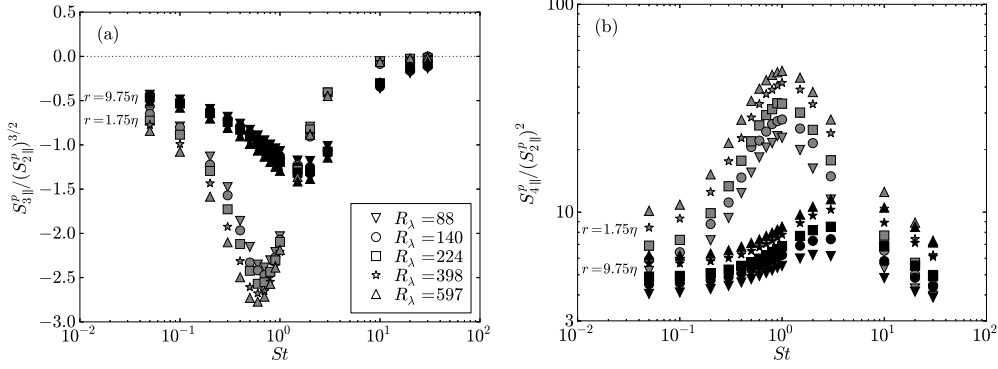 (a)
0.5
0.0
−0.5
−1.0
−1.5
−2.0
−2.5
−3.0
S^p_{3∥}/(S^p_{2∥})^{3/2}
r=9.75η
r=1.75η
R_λ=88
R_λ=140
R_λ=224
R_λ=398
R_λ=597
10^{−2} 10^{−1} 10^0 10^1 10^2
St
(b)
100
10
3
S^p_{4∥}/(S^p_{2∥})^2
r=1.75η
r=9.75η
10^{−2} 10^{−1} 10^0 10^1 10^2
St